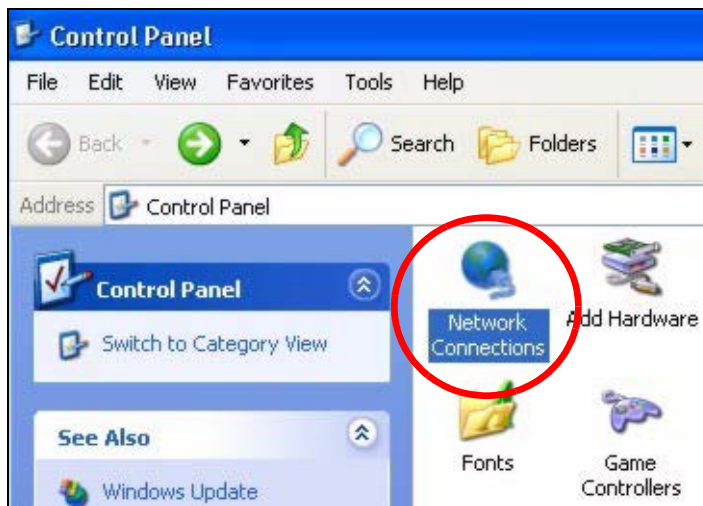 Control Panel
File Edit View Favorites Tools Help
Back Search Folders
Address Control Panel
Control Panel
Switch to Category View
See Also
Windows Update
Network
Connections
Add Hardware
Fonts
Game
Controllers